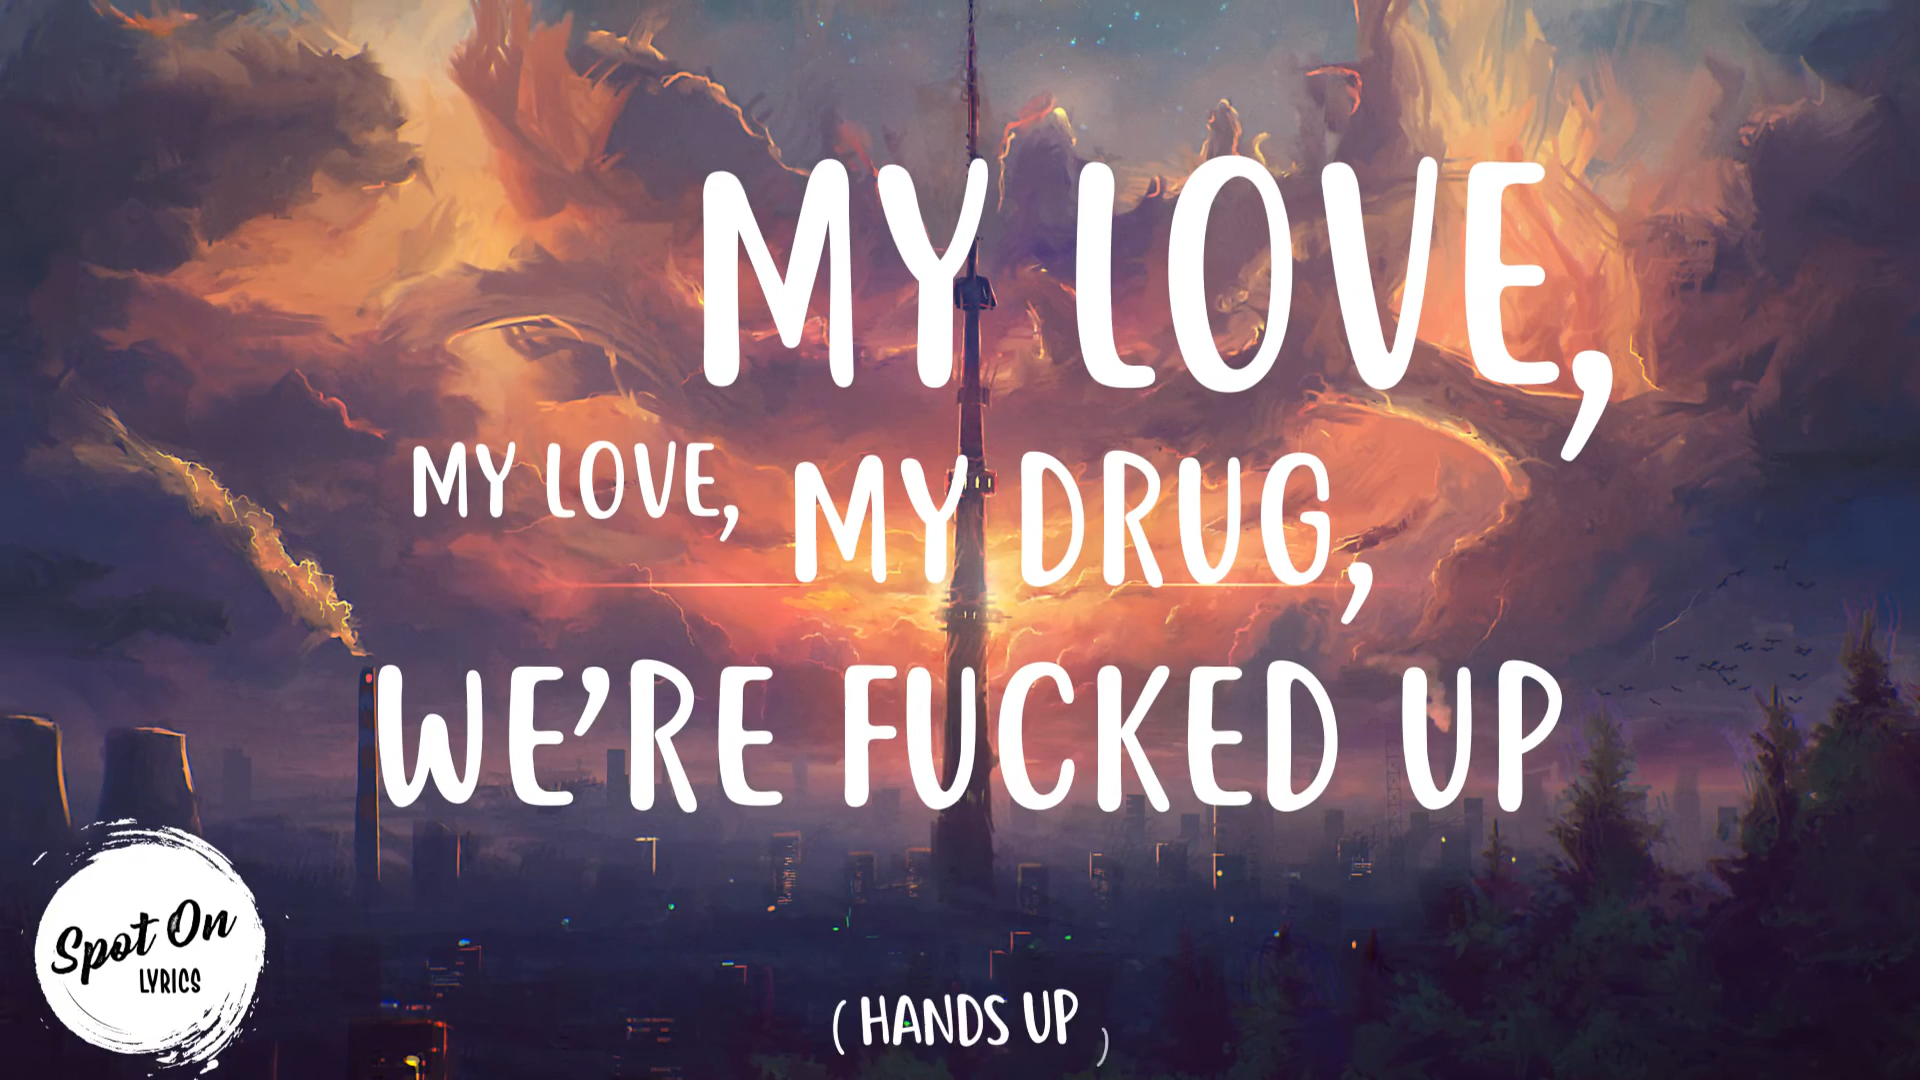 MY LOVE,
MY LOVE, MY DRUG,
WE'RE FUCKED UP
(HANDS UP)
Spot On
LYRICS